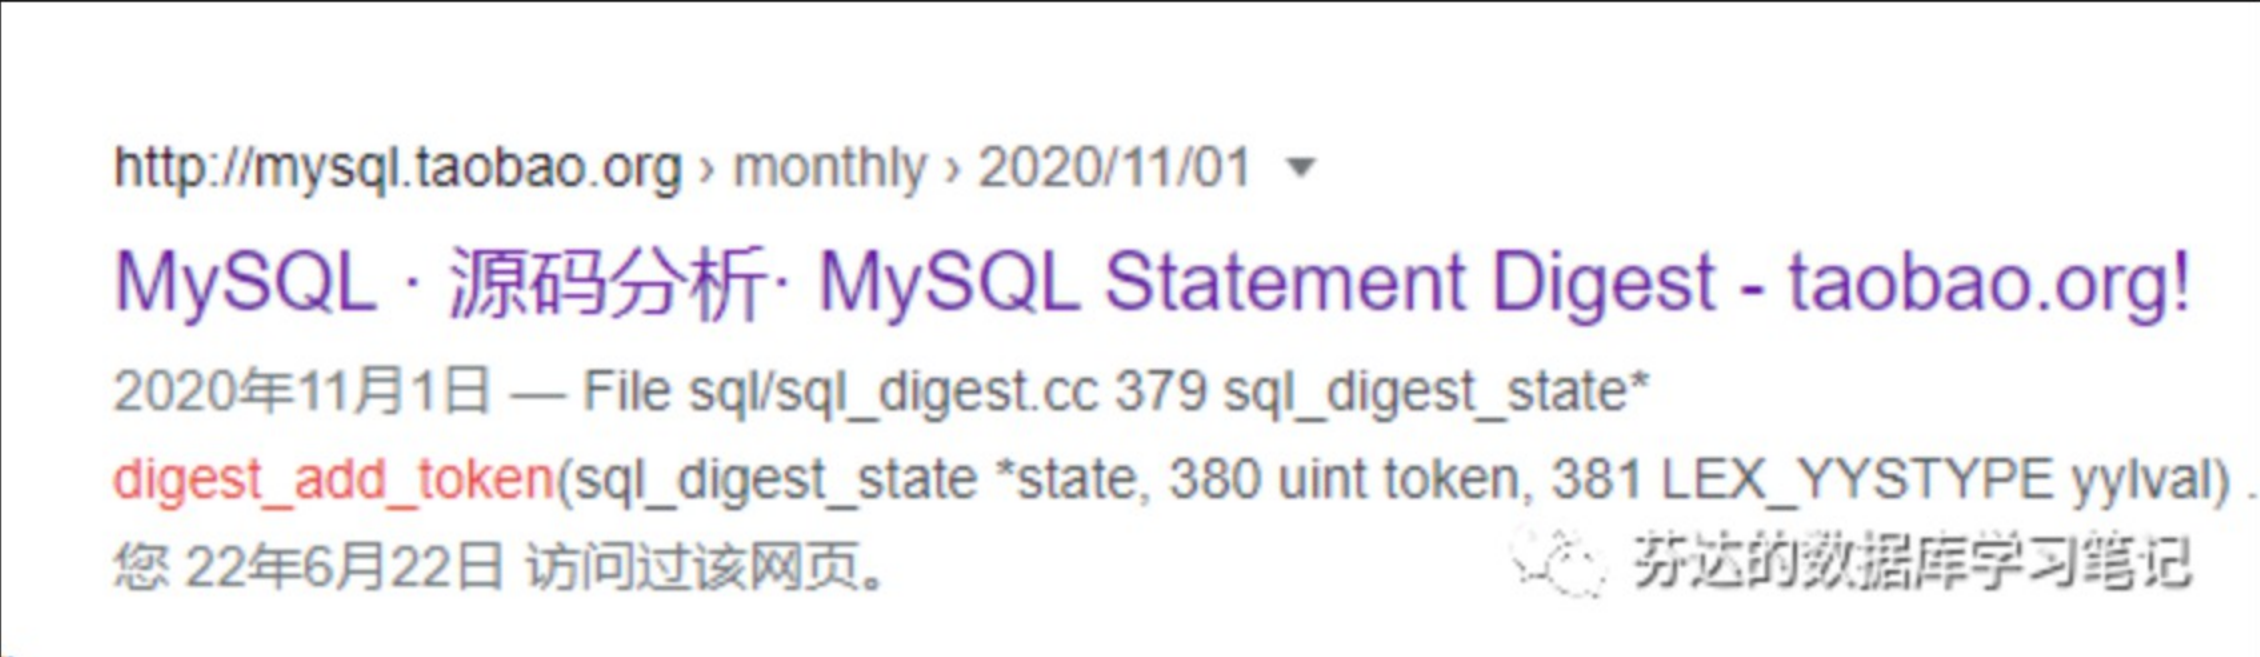 http://mysql.taobao.org › monthly › 2020/11/01
MySQL · 源码分析· MySQL Statement Digest - taobao.org!
2020年11月1日 — File sql/sql_digest.cc 379 sql_digest_state*
digest_add_token(sql_digest_state *state, 380 uint token, 381 LEX_YYSTYPE yylval) .
您 22年6月22日 访问过该网页。
芬达的数据库学习笔记